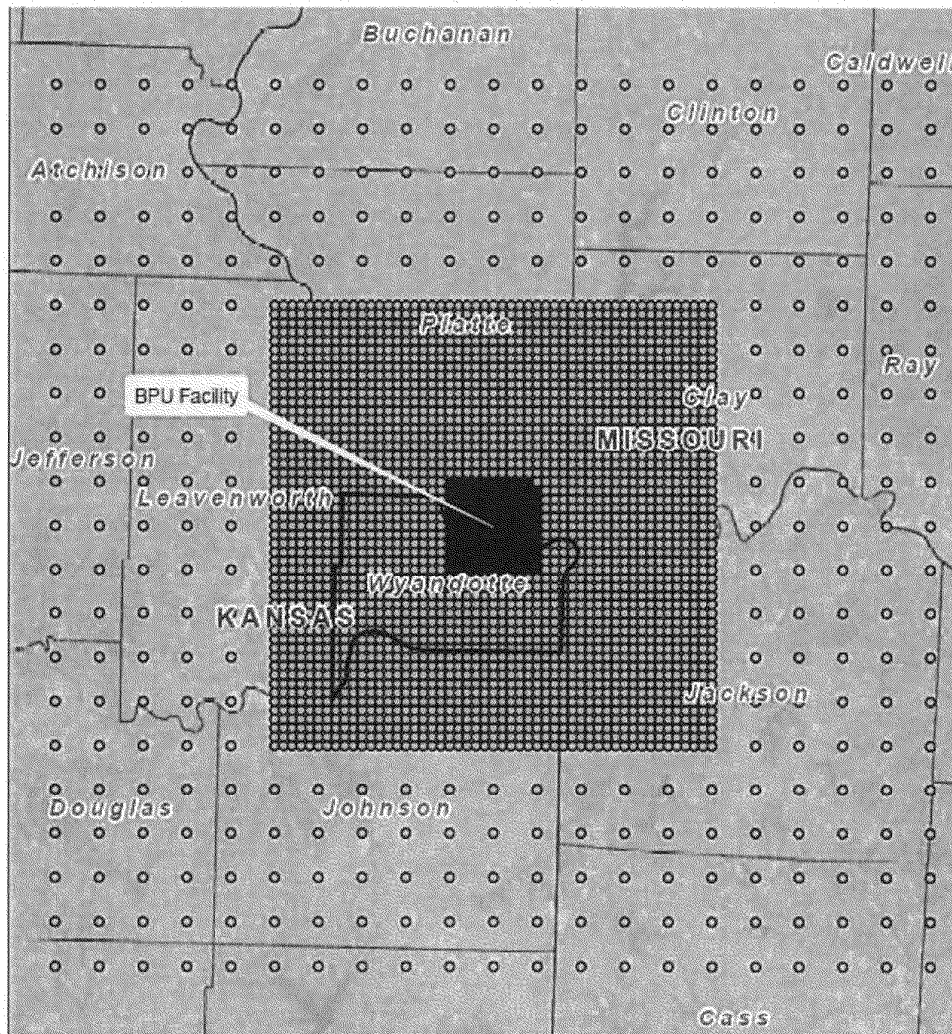 Buchanan
Caldwell
Clinton
Atchison
Platte
Ray
BPU Facility
Clay
MISSOURI
Jefferson
Leavenworth
Wyandotte
KANSAS
Jackson
Douglas
Johnson
Cass